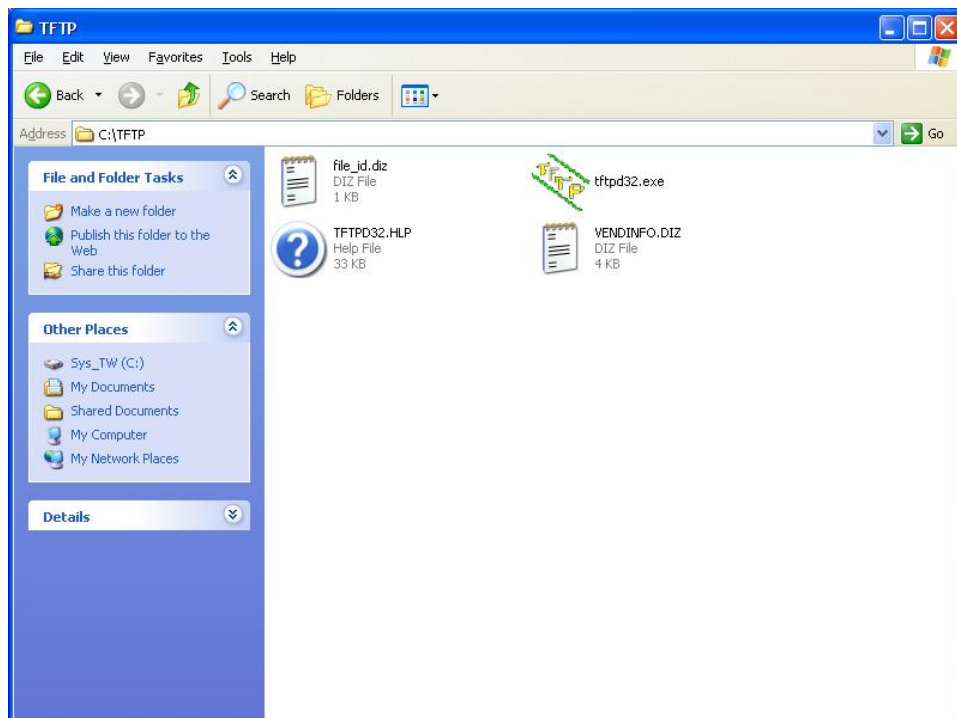 TFTP
File Edit View Favorites Tools Help
Back Search Folders
Address C:\TFTP Go
File and Folder Tasks
Make a new folder
Publish this folder to the
Web
Share this folder
Other Places
Sys_TW (C:)
My Documents
Shared Documents
My Computer
My Network Places
Details
file_id.diz
DIZ File
1 KB
TFTP
tftpd32.exe
TFTPD32.HLP
Help File
33 KB
VENDINFO.DIZ
DIZ File
4 KB